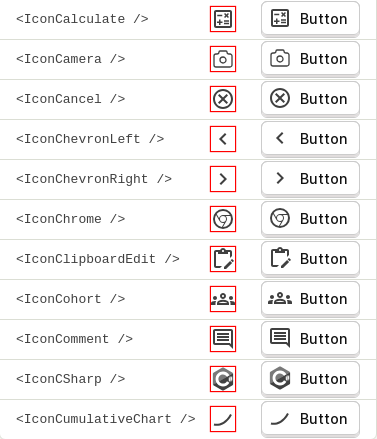 <IconCalculate /> Button
<IconCamera /> Button
<IconCancel /> Button
<IconChevronLeft /> Button
<IconChevronRight /> Button
<IconChrome /> Button
<IconClipboardEdit /> Button
<IconCohort /> Button
<IconComment /> Button
<IconCSharp /> Button
<IconCumulativeChart /> Button